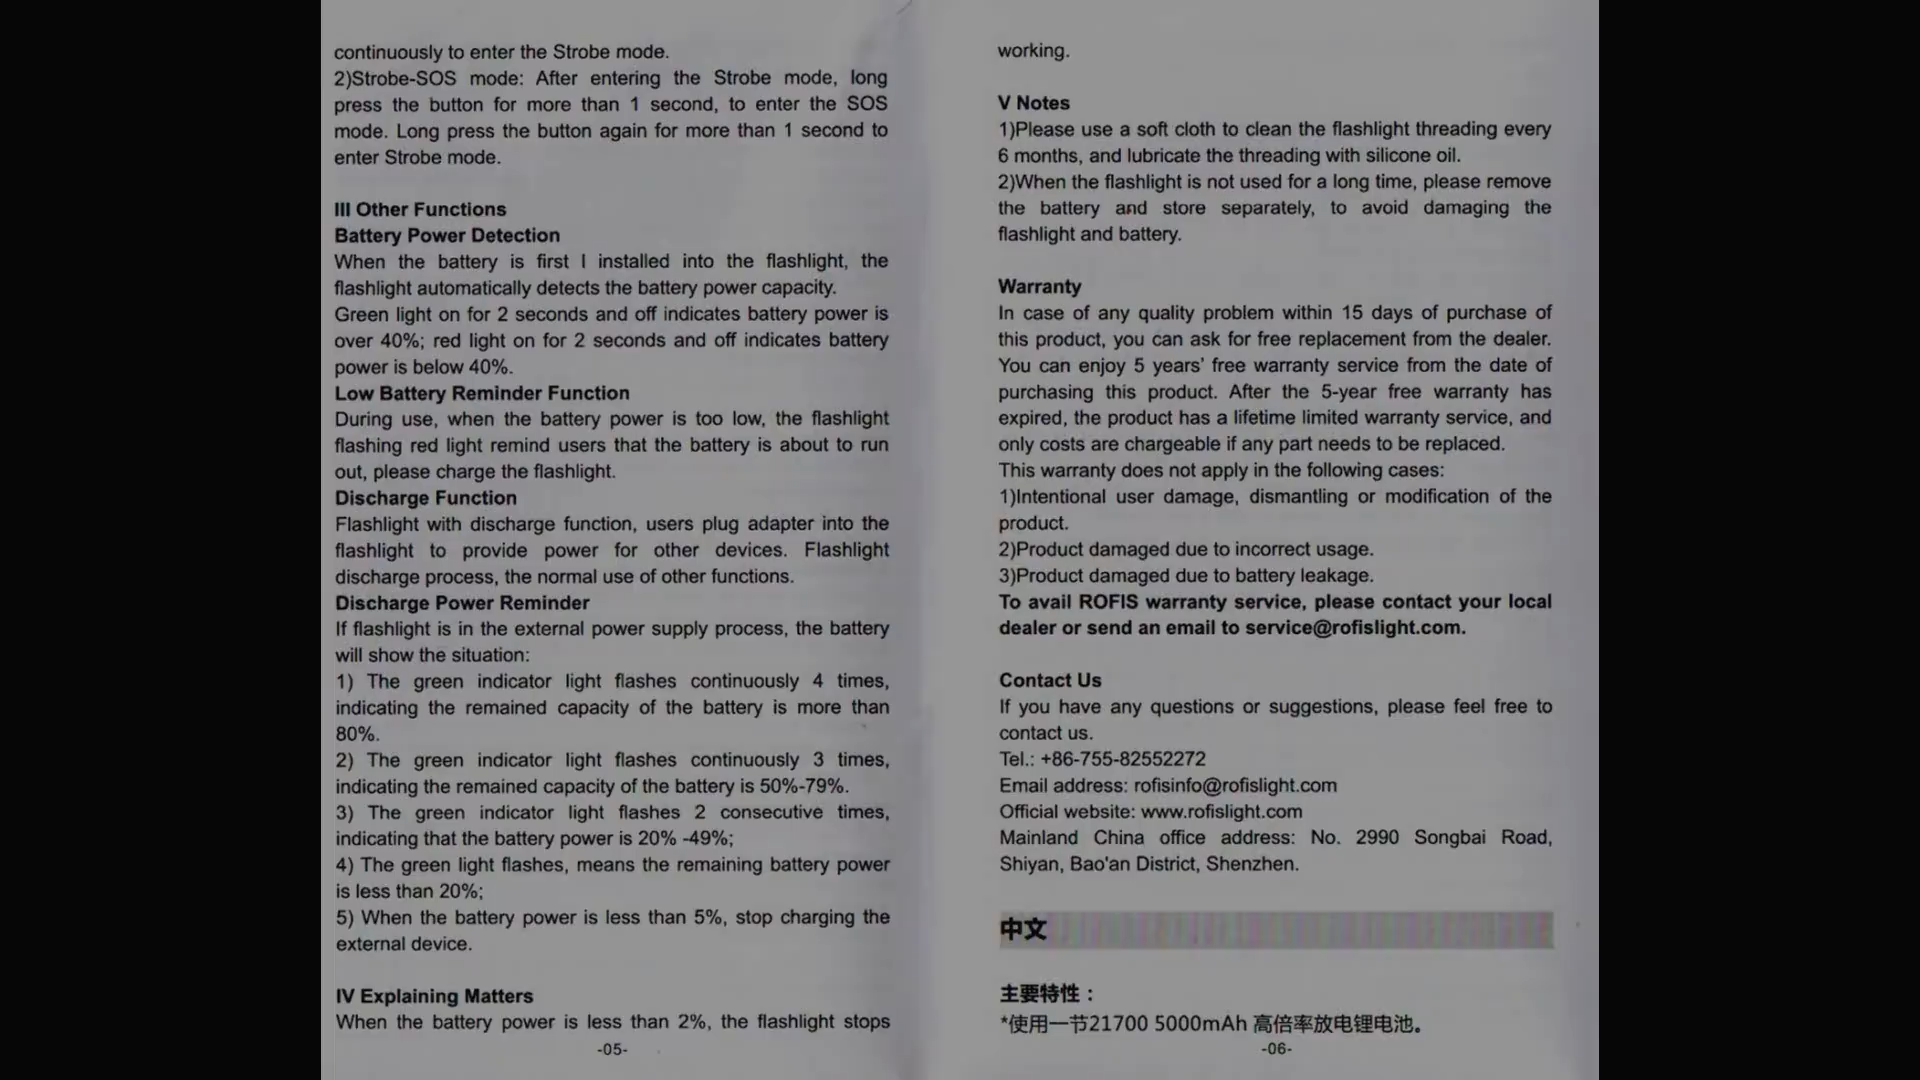 continuously to enter the Strobe mode.
2)Strobe-SOS mode: After entering the Strobe mode, long
press the button for more than 1 second, to enter the SOS
mode. Long press the button again for more than 1 second to
enter Strobe mode.
III Other Functions
Battery Power Detection
When the battery is first I installed into the flashlight, the
flashlight automatically detects the battery power capacity.
Green light on for 2 seconds and off indicates battery power is
over 40%; red light on for 2 seconds and off indicates battery
power is below 40%.
Low Battery Reminder Function
During use, when the battery power is too low, the flashlight
flashing red light remind users that the battery is about to run
out, please charge the flashlight.
Discharge Function
Flashlight with discharge function, users plug adapter into the
flashlight to provide power for other devices. Flashlight
discharge process, the normal use of other functions.
Discharge Power Reminder
If flashlight is in the external power supply process, the battery
will show the situation:
1) The green indicator light flashes continuously 4 times,
indicating the remained capacity of the battery is more than
80%.
2) The green indicator light flashes continuously 3 times,
indicating the remained capacity of the battery is 50%-79%.
3) The green indicator light flashes 2 consecutive times,
indicating that the battery power is 20% -49%;
4) The green light flashes, means the remaining battery power
is less than 20%;
5) When the battery power is less than 5%, stop charging the
external device.
IV Explaining Matters
When the battery power is less than 2%, the flashlight stops
-05-
working.
V Notes
1)Please use a soft cloth to clean the flashlight threading every
6 months, and lubricate the threading with silicone oil.
2)When the flashlight is not used for a long time, please remove
the battery and store separately, to avoid damaging the
flashlight and battery.
Warranty
In case of any quality problem within 15 days of purchase of
this product, you can ask for free replacement from the dealer.
You can enjoy 5 years' free warranty service from the date of
purchasing this product. After the 5-year free warranty has
expired, the product has a lifetime limited warranty service, and
only costs are chargeable if any part needs to be replaced.
This warranty does not apply in the following cases:
1)Intentional user damage, dismantling or modification of the
product.
2)Product damaged due to incorrect usage.
3)Product damaged due to battery leakage.
To avail ROFIS warranty service, please contact your local
dealer or send an email to service@rofislight.com.
Contact Us
If you have any questions or suggestions, please feel free to
contact us.
Tel.: +86-755-82552272
Email address: rofisinfo@rofislight.com
Official website: www.rofislight.com
Mainland China office address: No. 2990 Songbai Road,
Shiyan, Bao'an District, Shenzhen.
中文
主要特性：
*使用一节21700 5000mAh 高倍率放电锂电池。
-06-